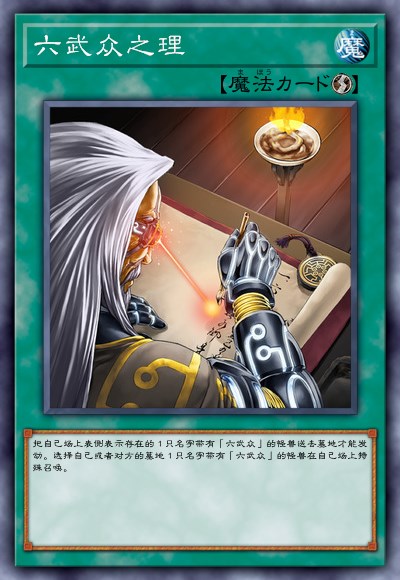 六武众之理
魔
【魔法カード】
まほう
把自己场上表侧表示存在的1只名字带有「六武众」的怪兽送去墓地才能发
动。选择自己或者对方的墓地1只名字带有「六武众」的怪兽在自己场上特
殊召唤。